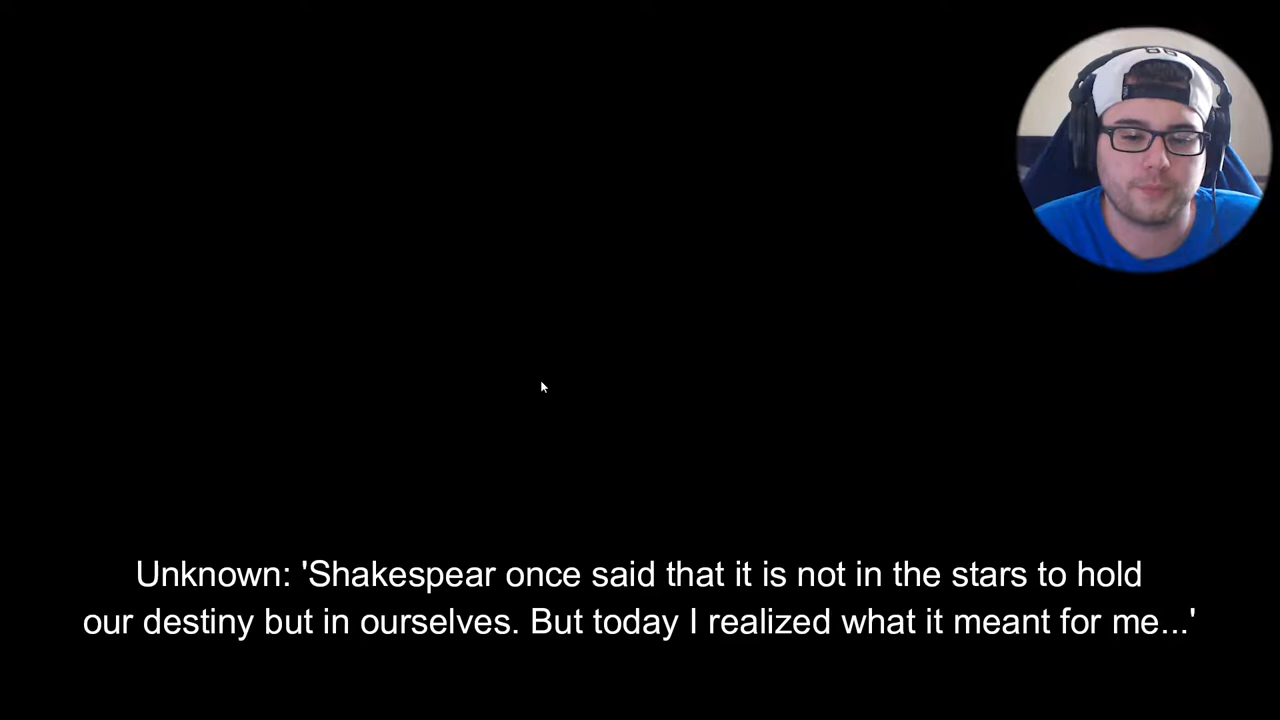 Unknown: 'Shakespear once said that it is not in the stars to hold
our destiny but in ourselves. But today I realized what it meant for me...'